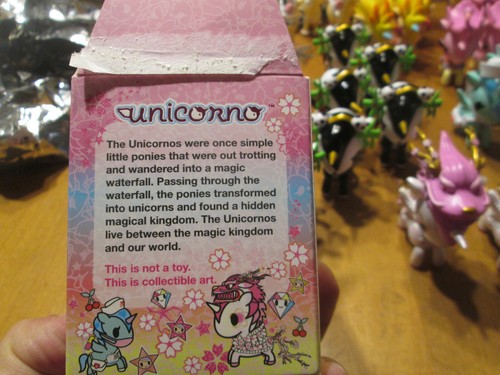 unicorno™
The Unicornos were once simple
little ponies that were out trotting
and wandered into a magic
waterfall. Passing through the
waterfall, the ponies transformed
into unicorns and found a hidden
magical kingdom. The Unicornos
live between the magic kingdom
and our world.
This is not a toy.
This is collectible art.